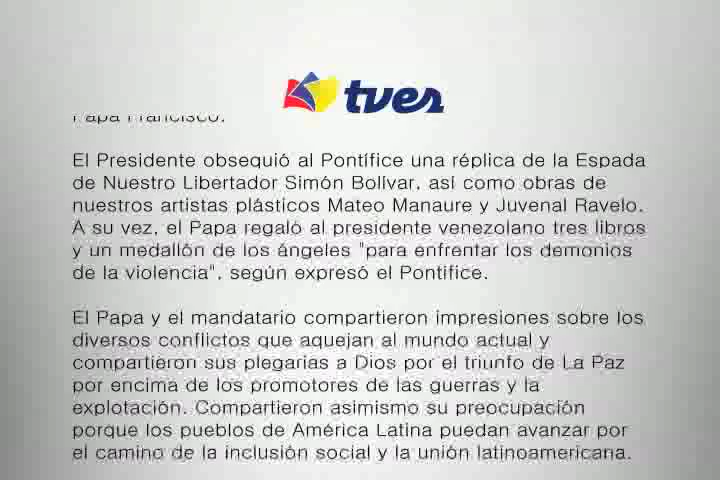 tves
Papa Francisco.
El Presidente obsequió al Pontífice una réplica de la Espada
de Nuestro Libertador Simón Bolívar, así como obras de
nuestros artistas plásticos Mateo Manaure y Juvenal Ravelo.
A su vez, el Papa regaló al presidente venezolano tres libros
y un medallón de los ángeles "para enfrentar los demonios
de la violencia", según expresó el Pontífice.
El Papa y el mandatario compartieron impresiones sobre los
diversos conflictos que aquejan al mundo actual y
compartieron sus plegarias a Dios por el triunfo de La Paz
por encima de los promotores de las guerras y la
explotación. Compartieron asimismo su preocupación
porque los pueblos de América Latina puedan avanzar por
el camino de la inclusión social y la unión latinoamericana.